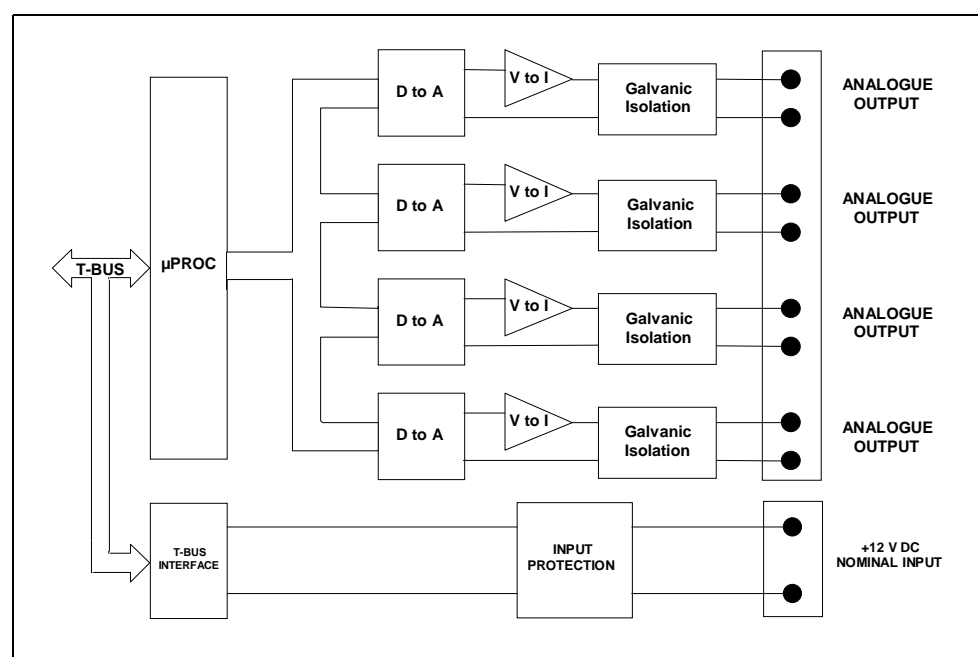 D to A
V to I
Galvanic
Isolation
ANALOGUE
OUTPUT
D to A
V to I
Galvanic
Isolation
ANALOGUE
OUTPUT
T-BUS
µPROC
D to A
V to I
Galvanic
Isolation
ANALOGUE
OUTPUT
D to A
V to I
Galvanic
Isolation
ANALOGUE
OUTPUT
T-BUS
INTERFACE
INPUT
PROTECTION
+12 V DC
NOMINAL INPUT